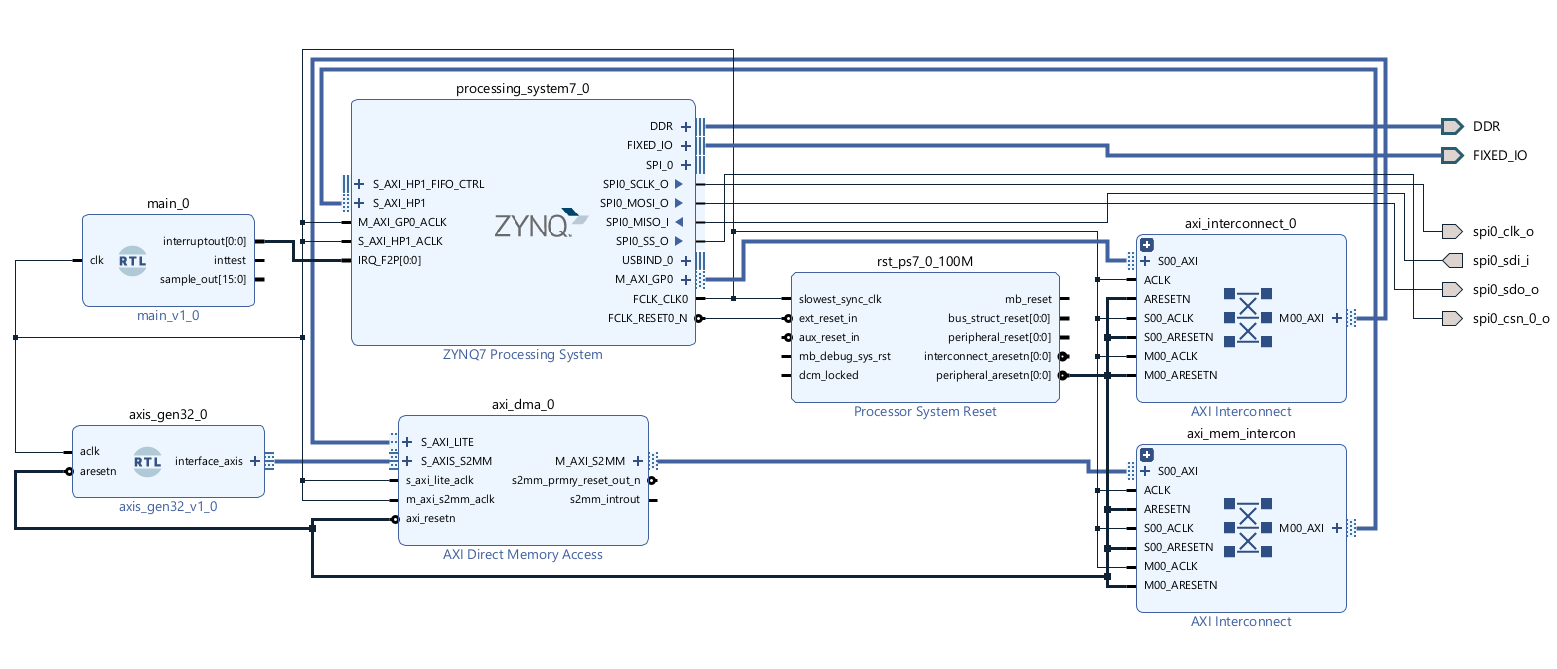 processing_system7_0
DDR
FIXED_IO
SPI_0
S_AXI_HP1_FIFO_CTRL
S_AXI_HP1
M_AXI_GP0_ACLK
S_AXI_HP1_ACLK
IRQ_F2P[0:0]
ZYNQ
SPI0_SCLK_O
SPI0_MOSI_O
SPI0_MISO_I
SPI0_SS_O
USBIND_0
M_AXI_GP0
FCLK_CLK0
FCLK_RESET0_N
ZYNQ7 Processing System
DDR
FIXED_IO
spi0_clk_o
spi0_sdi_i
spi0_sdo_o
spi0_csn_0_o
main_0
clk
RTL
interruptout[0:0]
inttest
sample_out[15:0]
main_v1_0
rst_ps7_0_100M
slowest_sync_clk
ext_reset_in
aux_reset_in
mb_debug_sys_rst
dcm_locked
mb_reset
bus_struct_reset[0:0]
peripheral_reset[0:0]
interconnect_aresetn[0:0]
peripheral_aresetn[0:0]
Processor System Reset
axi_interconnect_0
S00_AXI
ACLK
ARESETN
S00_ACLK
S00_ARESETN
M00_ACLK
M00_ARESETN
M00_AXI
AXI Interconnect
axis_gen32_0
aclk
aresetn
RTL
interface_axis
axis_gen32_v1_0
axi_dma_0
S_AXI_LITE
S_AXIS_S2MM
s_axi_lite_aclk
m_axi_s2mm_aclk
axi_resetn
M_AXI_S2MM
s2mm_prmry_reset_out_n
s2mm_introut
AXI Direct Memory Access
axi_mem_intercon
S00_AXI
ACLK
ARESETN
S00_ACLK
S00_ARESETN
M00_ACLK
M00_ARESETN
M00_AXI
AXI Interconnect